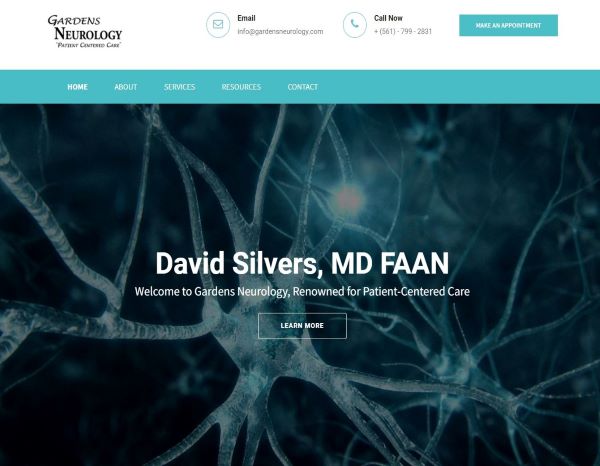 GARDENS
NEUROLOGY
"PATIENT CENTERED CARE"
Email
info@gardensneurology.com
Call Now
+ (561) - 799 - 2831
MAKE AN APPOINTMENT
HOME
ABOUT
SERVICES
RESOURCES
CONTACT
David Silvers, MD FAAN
Welcome to Gardens Neurology, Renowned for Patient-Centered Care
LEARN MORE